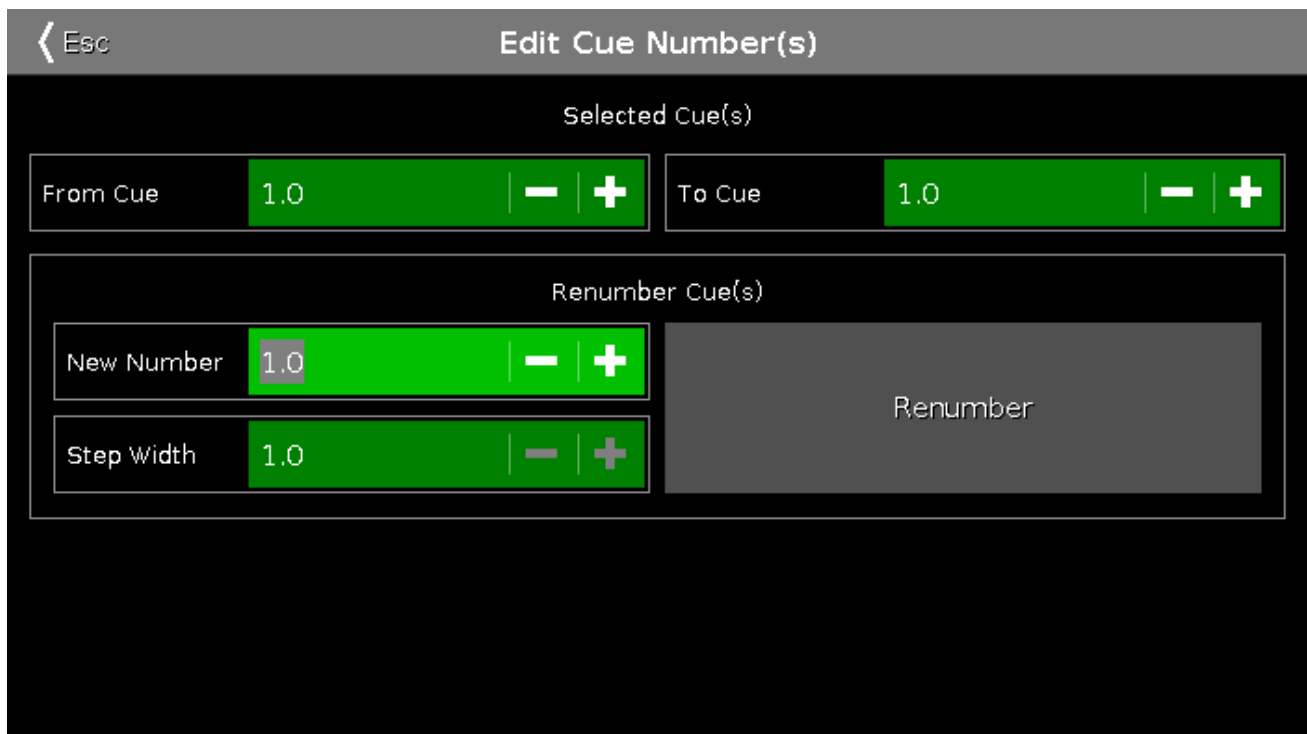 Esc
Edit Cue Number(s)
Selected Cue(s)
From Cue 1.0
To Cue 1.0
Renumber Cue(s)
New Number 1.0
Step Width 1.0
Renumber